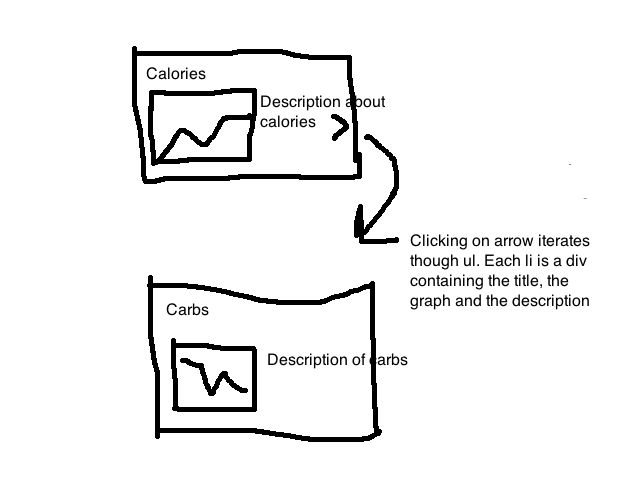 Calories
Description about
calories
Clicking on arrow iterates
though ul. Each li is a div
containing the title, the
graph and the description
Carbs
Description of carbs